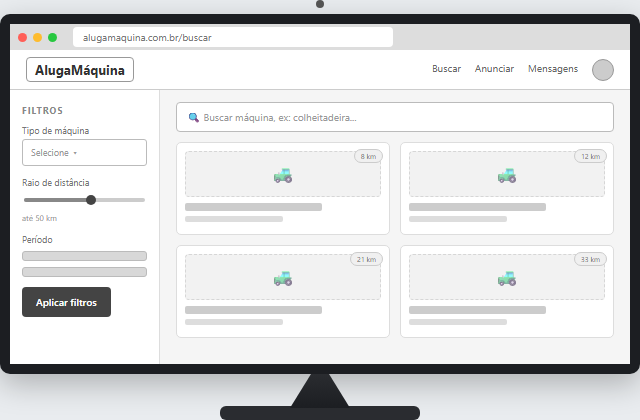 alugamaquina.com.br/buscar
AlugaMáquina
Buscar
Anunciar
Mensagens
FILTROS
Tipo de máquina
Selecione
Raio de distância
até 50 km
Período
Aplicar filtros
Buscar máquina, ex: colheitadeira...
8 km
12 km
21 km
33 km